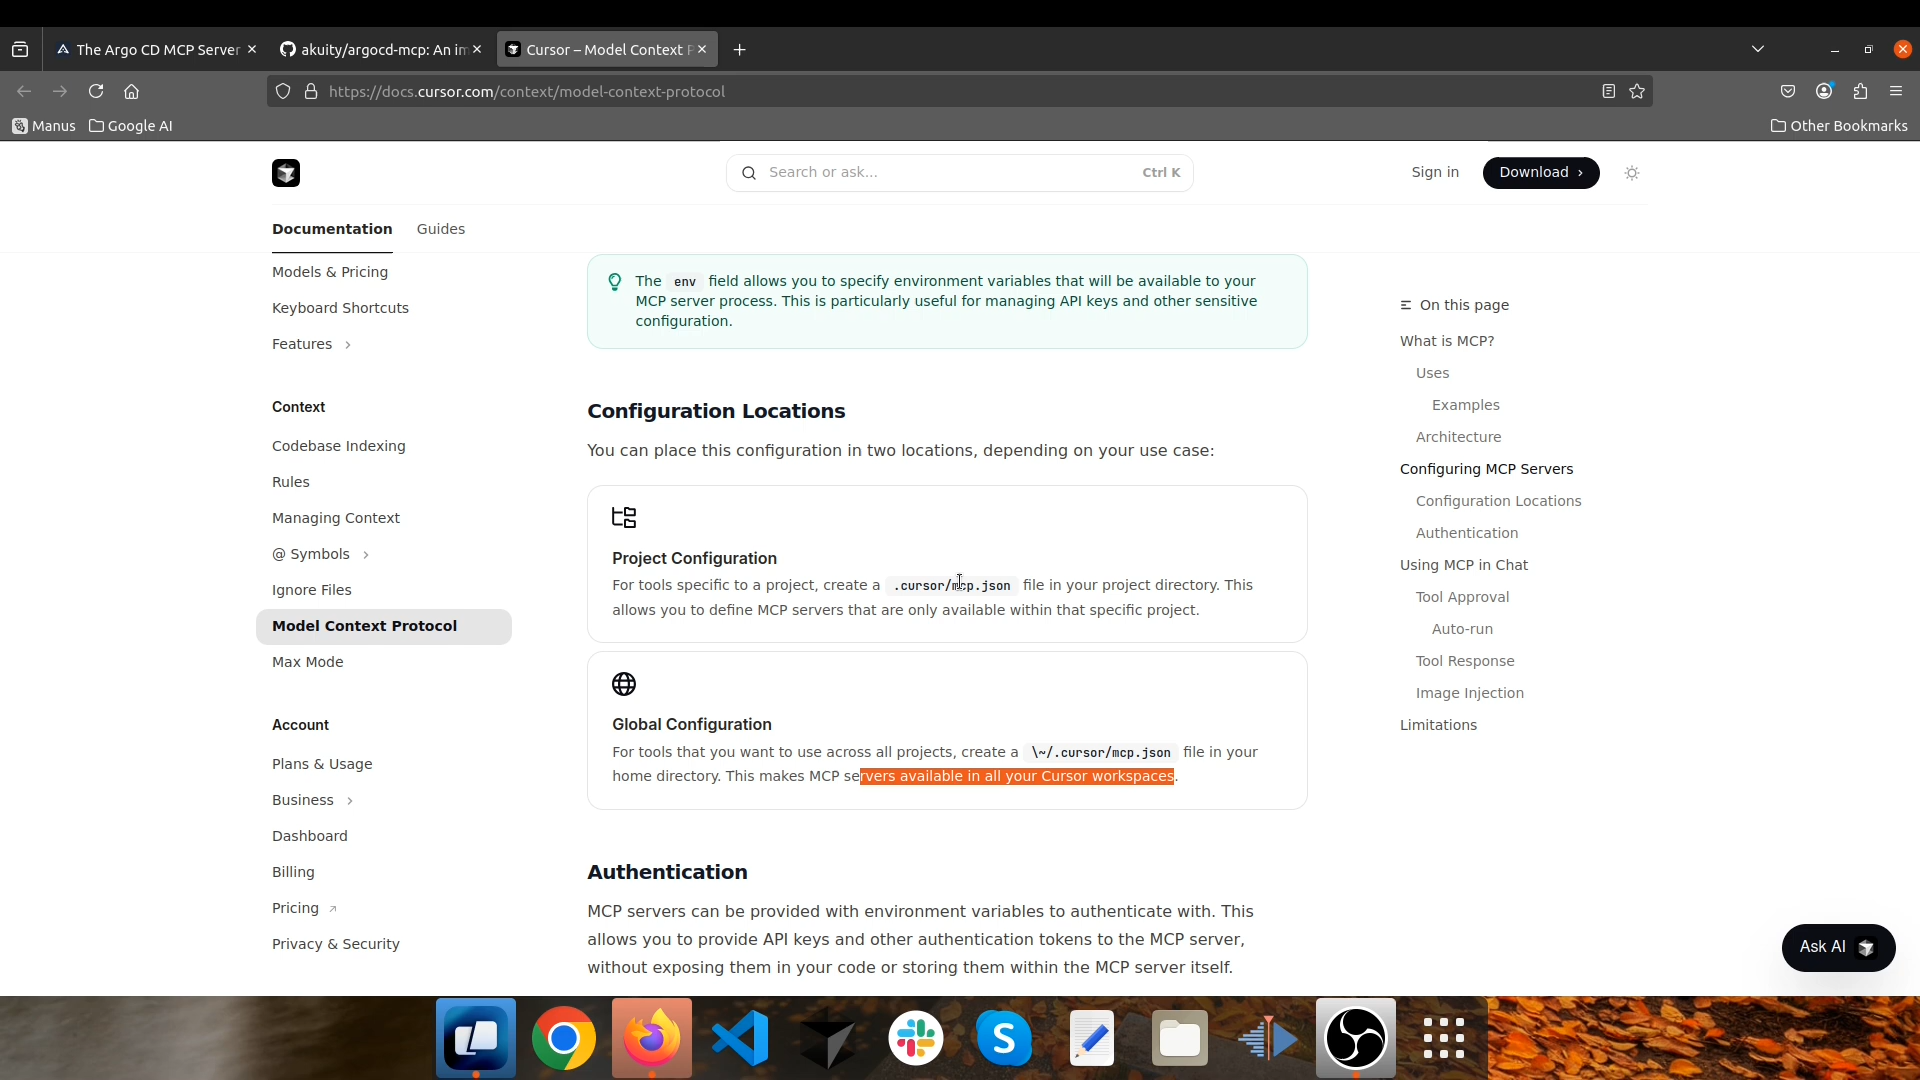 The Argo CD MCP Server
akuity/argocd-mcp: An im
Cursor – Model Context P
https://docs.cursor.com/context/model-context-protocol
Manus
Google AI
Other Bookmarks
Search or ask...
Ctrl K
Sign in
Download ›
Documentation
Guides
Models & Pricing
Keyboard Shortcuts
Features
Context
Codebase Indexing
Rules
Managing Context
@ Symbols
Ignore Files
Model Context Protocol
Max Mode
Account
Plans & Usage
Business
Dashboard
Billing
Pricing
Privacy & Security
The env field allows you to specify environment variables that will be available to your
MCP server process. This is particularly useful for managing API keys and other sensitive
configuration.
Configuration Locations
You can place this configuration in two locations, depending on your use case:
Project Configuration
For tools specific to a project, create a .cursor/mcp.json file in your project directory. This
allows you to define MCP servers that are only available within that specific project.
Global Configuration
For tools that you want to use across all projects, create a \~/.cursor/mcp.json file in your
home directory. This makes MCP servers available in all your Cursor workspaces.
Authentication
MCP servers can be provided with environment variables to authenticate with. This
allows you to provide API keys and other authentication tokens to the MCP server,
without exposing them in your code or storing them within the MCP server itself.
On this page
What is MCP?
Uses
Examples
Architecture
Configuring MCP Servers
Configuration Locations
Authentication
Using MCP in Chat
Tool Approval
Auto-run
Tool Response
Image Injection
Limitations
Ask AI